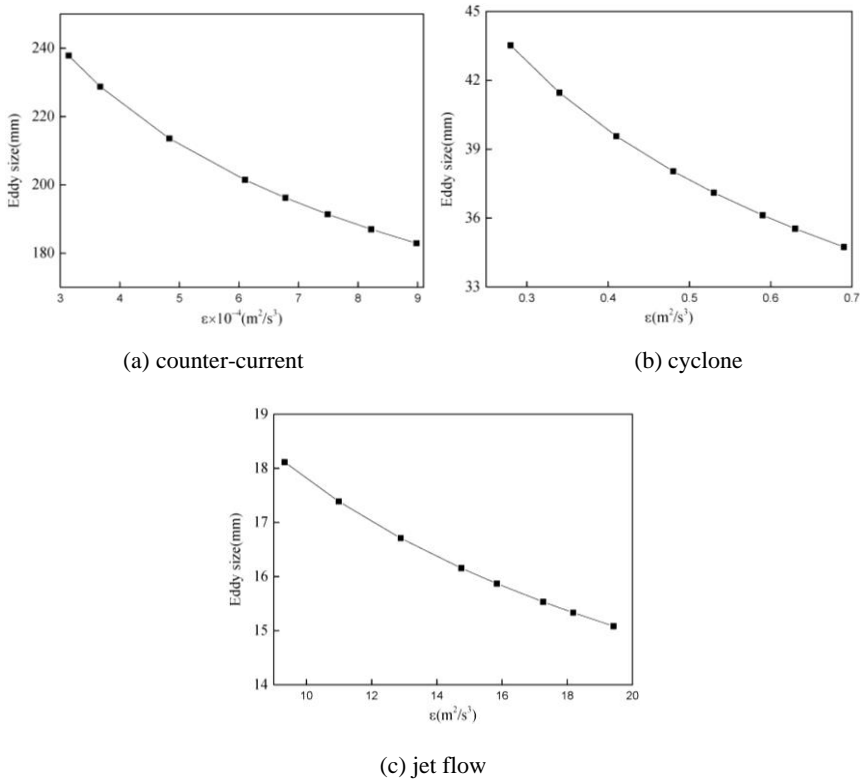 240
220
200
180
Eddy size(mm)
3 4 5 6 7 8 9
ε×10⁻⁴(m²/s³)
(a) counter-current
45
42
39
36
33
Eddy size(mm)
0.3 0.4 0.5 0.6 0.7
ε(m²/s³)
(b) cyclone
19
18
17
16
15
14
Eddy size(mm)
10 12 14 16 18 20
ε(m²/s³)
(c) jet flow